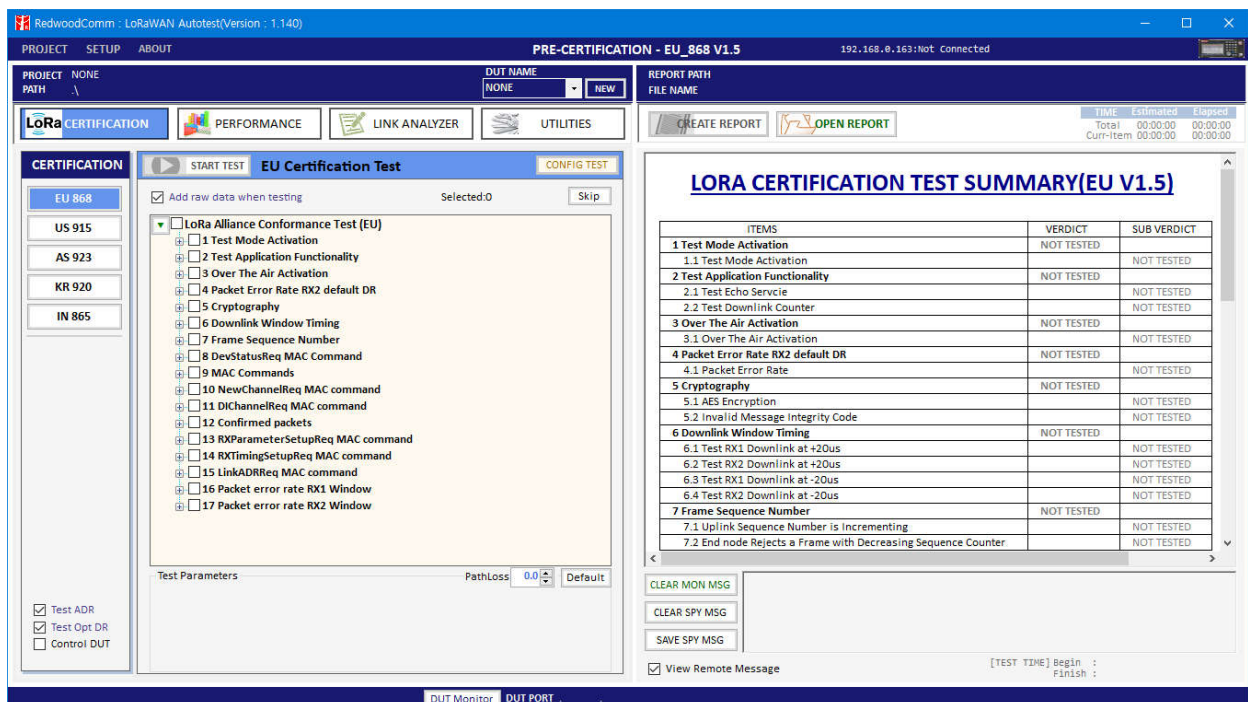 RedwoodComm : LoRaWAN Autotest(Version : 1.140)
PROJECT SETUP ABOUT
PRE-CERTIFICATION - EU_868 V1.5
192.168.0.163:Not Connected
PROJECT NONE
PATH .\
DUT NAME
NONE
NEW
REPORT PATH
FILE NAME
LoRa CERTIFICATION
PERFORMANCE
LINK ANALYZER
UTILITIES
CREATE REPORT
OPEN REPORT
TIME Estimated Elapsed
Total 00:00:00 00:00:00
Curr-Item 00:00:00 00:00:00
CERTIFICATION
EU 868
US 915
AS 923
KR 920
IN 865
Test ADR
Test Opt DR
Control DUT
START TEST
EU Certification Test
CONFIG TEST
Add raw data when testing
Selected:0
Skip
LoRa Alliance Conformance Test (EU)
1 Test Mode Activation
2 Test Application Functionality
3 Over The Air Activation
4 Packet Error Rate RX2 default DR
5 Cryptography
6 Downlink Window Timing
7 Frame Sequence Number
8 DevStatusReq MAC Command
9 MAC Commands
10 NewChannelReq MAC command
11 DlChannelReq MAC command
12 Confirmed packets
13 RXParameterSetupReq MAC command
14 RXTimingSetupReq MAC command
15 LinkADRReq MAC command
16 Packet error rate RX1 Window
17 Packet error rate RX2 Window
Test Parameters
PathLoss 0.0
Default
LORA CERTIFICATION TEST SUMMARY(EU V1.5)
ITEMS VERDICT SUB VERDICT
1 Test Mode Activation NOT TESTED
1.1 Test Mode Activation NOT TESTED
2 Test Application Functionality NOT TESTED
2.1 Test Echo Servcie NOT TESTED
2.2 Test Downlink Counter NOT TESTED
3 Over The Air Activation NOT TESTED
3.1 Over The Air Activation NOT TESTED
4 Packet Error Rate RX2 default DR NOT TESTED
4.1 Packet Error Rate NOT TESTED
5 Cryptography NOT TESTED
5.1 AES Encryption NOT TESTED
5.2 Invalid Message Integrity Code NOT TESTED
6 Downlink Window Timing NOT TESTED
6.1 Test RX1 Downlink at +20us NOT TESTED
6.2 Test RX2 Downlink at +20us NOT TESTED
6.3 Test RX1 Downlink at -20us NOT TESTED
6.4 Test RX2 Downlink at -20us NOT TESTED
7 Frame Sequence Number NOT TESTED
7.1 Uplink Sequence Number is Incrementing NOT TESTED
7.2 End node Rejects a Frame with Decreasing Sequence Counter NOT TESTED
CLEAR MON MSG
CLEAR SPY MSG
SAVE SPY MSG
View Remote Message
[TEST TIME] Begin :
Finish :
DUT Monitor DUT PORT